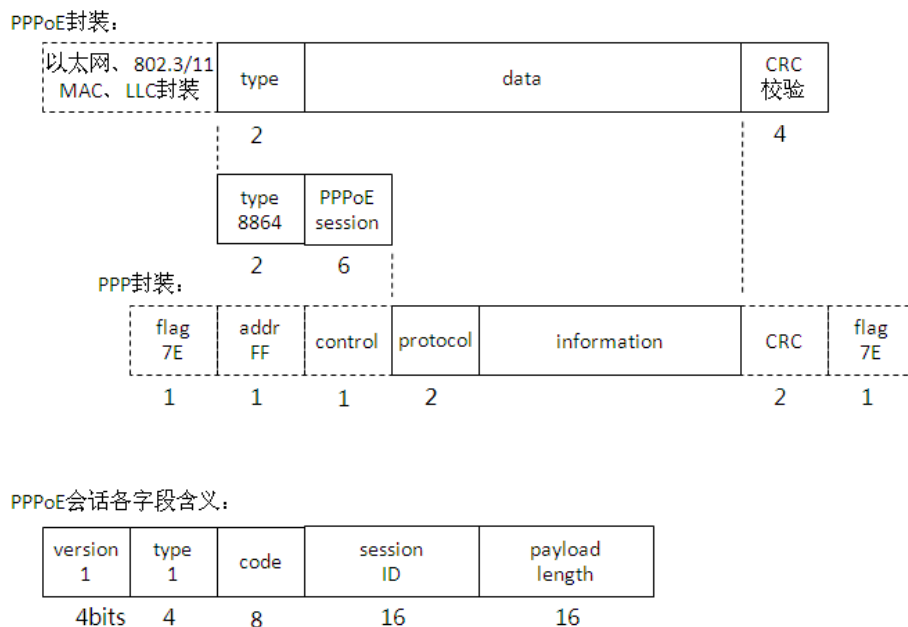 PPPoE封装：
以太网、802.3/11
MAC、LLC封装
type
data
CRC
校验
2
4
type
8864
PPPoE
session
2
6
PPP封装：
flag
7E
addr
FF
control
protocol
information
CRC
flag
7E
1
1
1
2
2
1
PPPoE会话各字段含义：
version
1
type
1
code
session
ID
payload
length
4bits
4
8
16
16